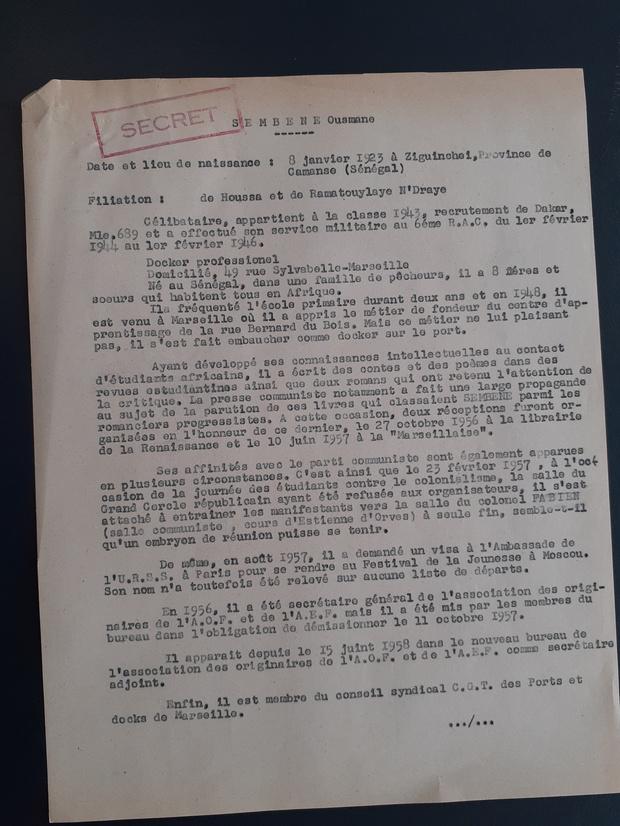 SECRET
S E M B E N E Ousmane
------
Date et lieu de naissance : 8 janvier 1923 à Ziguinchei, Province de
Camanse (Sénégal)
Filiation : de Houssa et de Ramatouylaye N'Draye
Célibataire, appartient à la classe 1943, recrutement de Dakar,
Mle.689 et a effectué son service militaire au 6ème R.A.C. du 1er février
1944 au 1er février 1946.
Docker professionel
Domicilié, 49 rue Sylvabelle-Marseille
Né au Sénégal, dans une famille de pêcheurs, il a 8 fréres et
soeurs qui habitent tous en Afrique.
Ila fréquenté l'école primaire durant deux ans et en 1948, il
est venu à Marseille où il a appris le métier de fondeur du centre d'ap-
prentissage de la rue Bernard du Bois. Mais ce métier ne lui plaisant
pas, il s'est fait embaucher comme docker sur le port.
Ayant développé ses connaissances intellectuelles au contact
d'étudiants africains, il a écrit des contes et des poèmes dans des
revues estudiantines ainsi que deux romans qui ont retenu l'attention de
la critique. La presse communiste notamment a fait une large propagande
au sujet de la parution de ces livres qui classaient SEMBENE parmi les
romanciers progressistes. A cette occasion, deux réceptions furent or-
ganisées en l'honneur de ce dernier, le 27 octobre 1956 à la librairie
de la Renaissance et le 10 juin 1957 à la "Marseillaise".
Ses affinités avec le parti communiste sont également apparues
en plusieurs circonstances. C'est ainsi que le 23 février 1957 , à l'oc-
casion de la journée des étudiants contre le colonialisme, la salle du
Grand Cercle républicain ayant été refusée aux organisateurs, il s'est
attaché à entrainer les manifestants vers la salle du colonel FABIEN
(salle communiste , cours d'Estienne d'Orves) à seule fin, semble-t-il
qu'un embryon de réunion puisse se tenir.
De même, en août 1957, il a demandé un visa à l'Ambassade de
l'U.R.S.S. à Paris pour se rendre au Festival de la Jeunesse à Moscou.
Son nom n'a toutefois été relevé sur aucune liste de départs.
En 1956, il a été secrétaire général de l'association des origi-
naires de l'A.O.F. et de l'A.E.F. mais il a été mis par les membres du
bureau dans l'obligation de démissionner le 11 octobre 1957.
Il apparait depuis le 15 juint 1958 dans le nouveau bureau de
l'association des originaires de l'A.O.F. et de l'A.E.F. comme secrétaire
adjoint.
Enfin, il est membre du conseil syndical C.G.T. des Ports et
docks de Marseille.
.../...